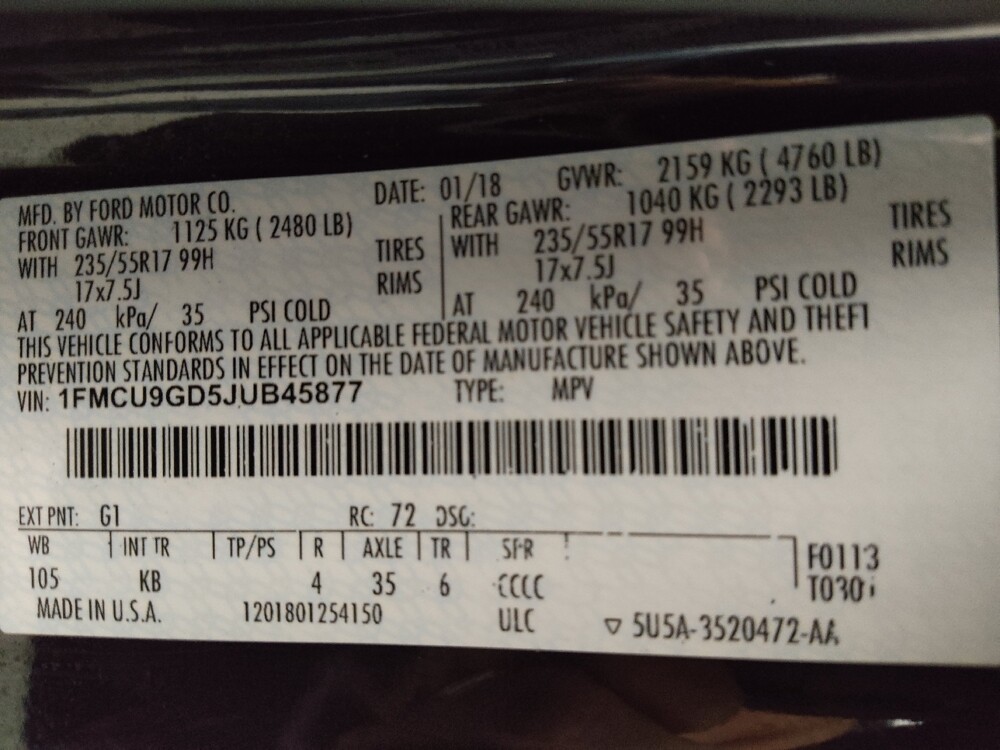 MFD. BY FORD MOTOR CO. DATE: 01/18 GVWR: 2159 KG ( 4760 LB)
FRONT GAWR: 1125 KG ( 2480 LB) REAR GAWR: 1040 KG ( 2293 LB)
WITH 235/55R17 99H TIRES WITH 235/55R17 99H TIRES
17x7.5J RIMS 17x7.5J RIMS
AT 240 kPa/ 35 PSI COLD AT 240 kPa/ 35 PSI COLD
THIS VEHICLE CONFORMS TO ALL APPLICABLE FEDERAL MOTOR VEHICLE SAFETY AND THEFT
PREVENTION STANDARDS IN EFFECT ON THE DATE OF MANUFACTURE SHOWN ABOVE.
VIN: 1FMCU9GD5JUB45877 TYPE: MPV
EXT PNT: G1 RC: 72 DSO:
WB INT TR TP/PS R AXLE TR SPR F0113
105 KB 4 35 6 CCCC
MADE IN U.S.A. 1201801254150 ULC ▽ 5U5A-3520472-AA